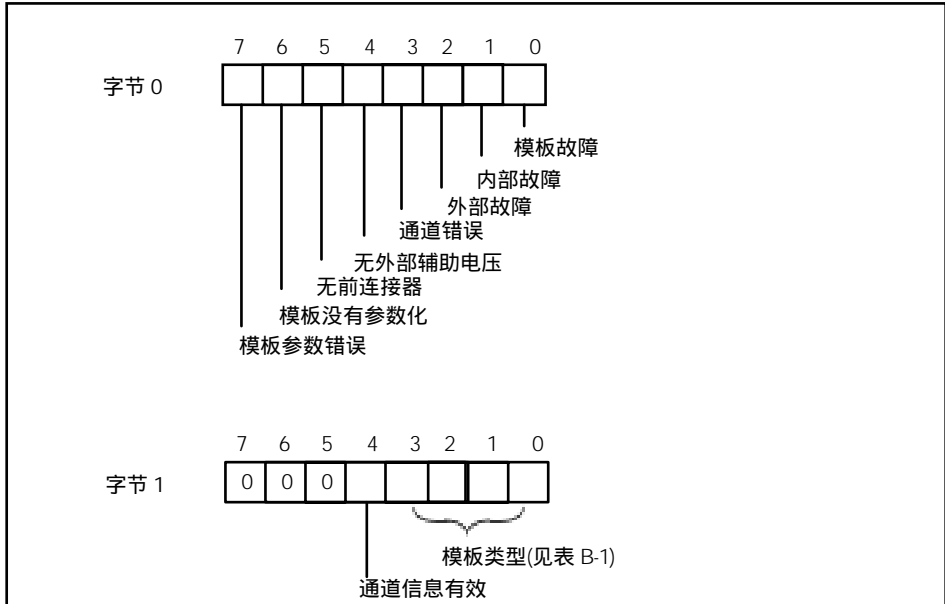 7 6 5 4 3 2 1 0
字节 0
模板故障
内部故障
外部故障
通道错误
无外部辅助电压
无前连接器
模板没有参数化
模板参数错误
7 6 5 4 3 2 1 0
字节 1 0 0 0
模板类型(见表 B-1)
通道信息有效